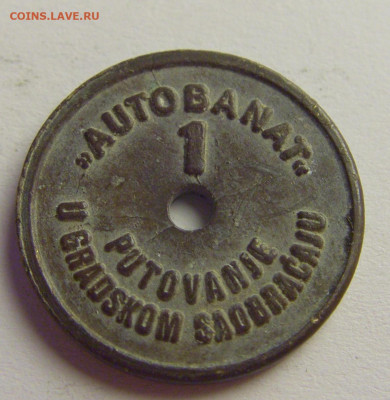 COINS.LAVE.RU
„AUTOBANAT“
1
PUTOVANJE
U GRADSKOM SAOBRAĆAJU